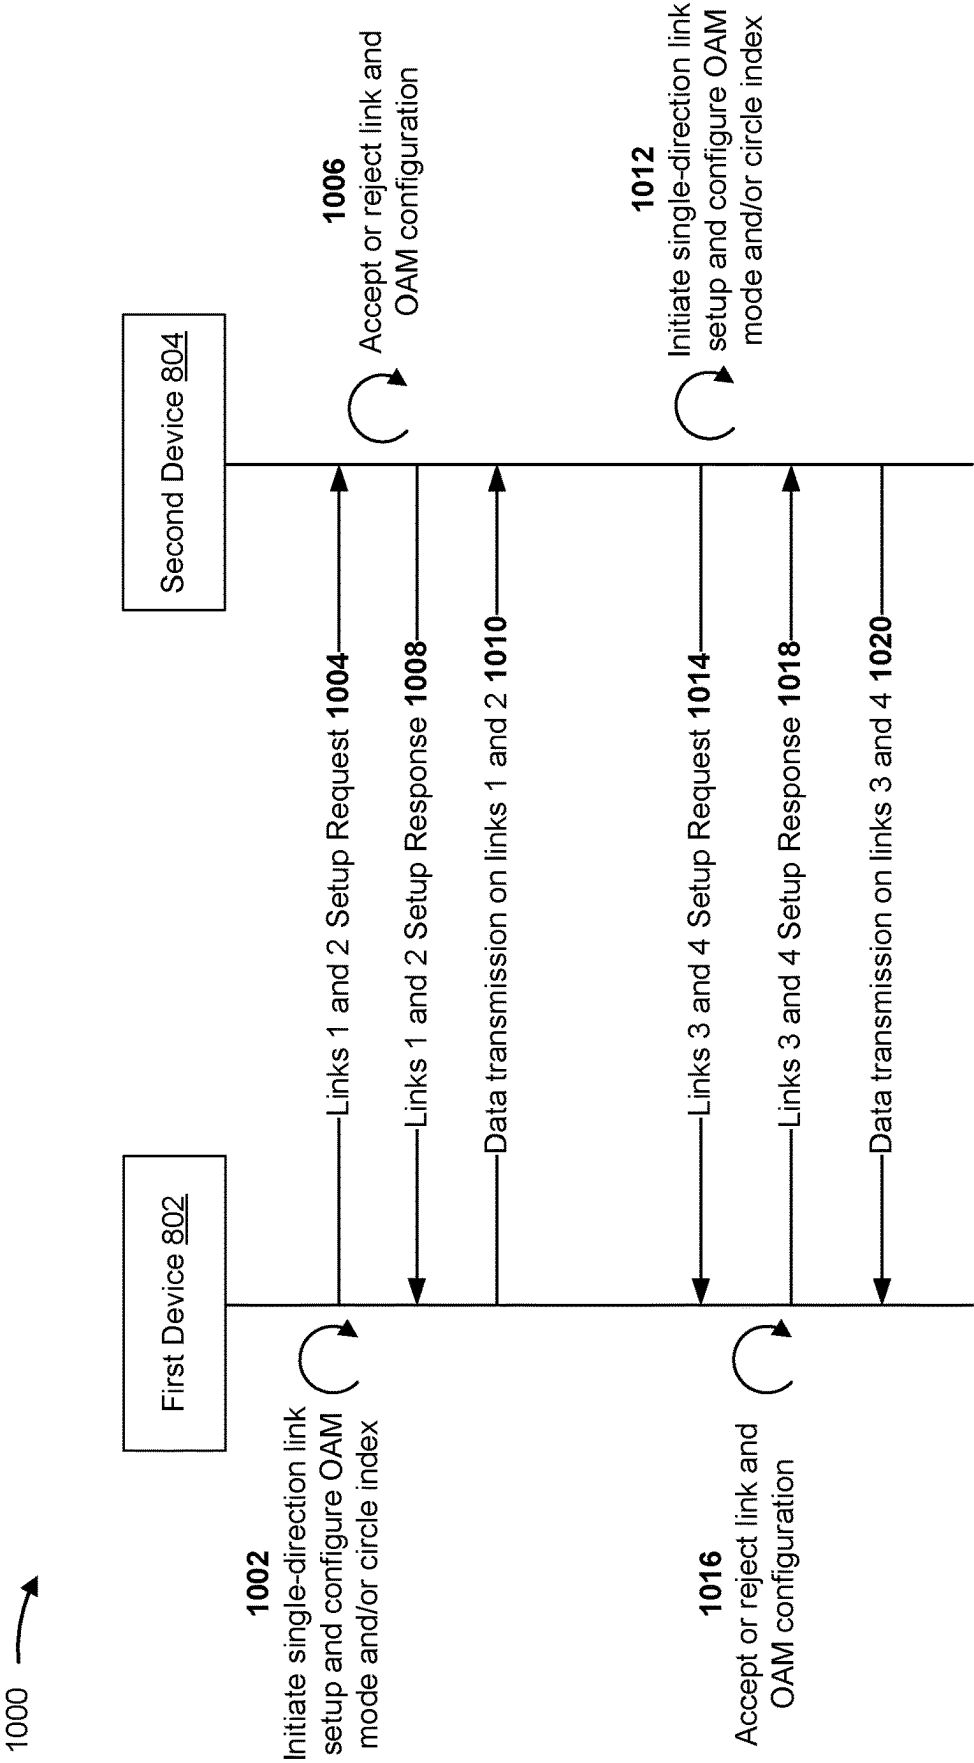 1000
First Device 802
Second Device 804
1002
Initiate single-direction link
setup and configure OAM
mode and/or circle index
Links 1 and 2 Setup Request 1004
1006
Accept or reject link and
OAM configuration
Links 1 and 2 Setup Response 1008
Data transmission on links 1 and 2 1010
1012
Initiate single-direction link
setup and configure OAM
mode and/or circle index
Links 3 and 4 Setup Request 1014
1016
Accept or reject link and
OAM configuration
Links 3 and 4 Setup Response 1018
Data transmission on links 3 and 4 1020